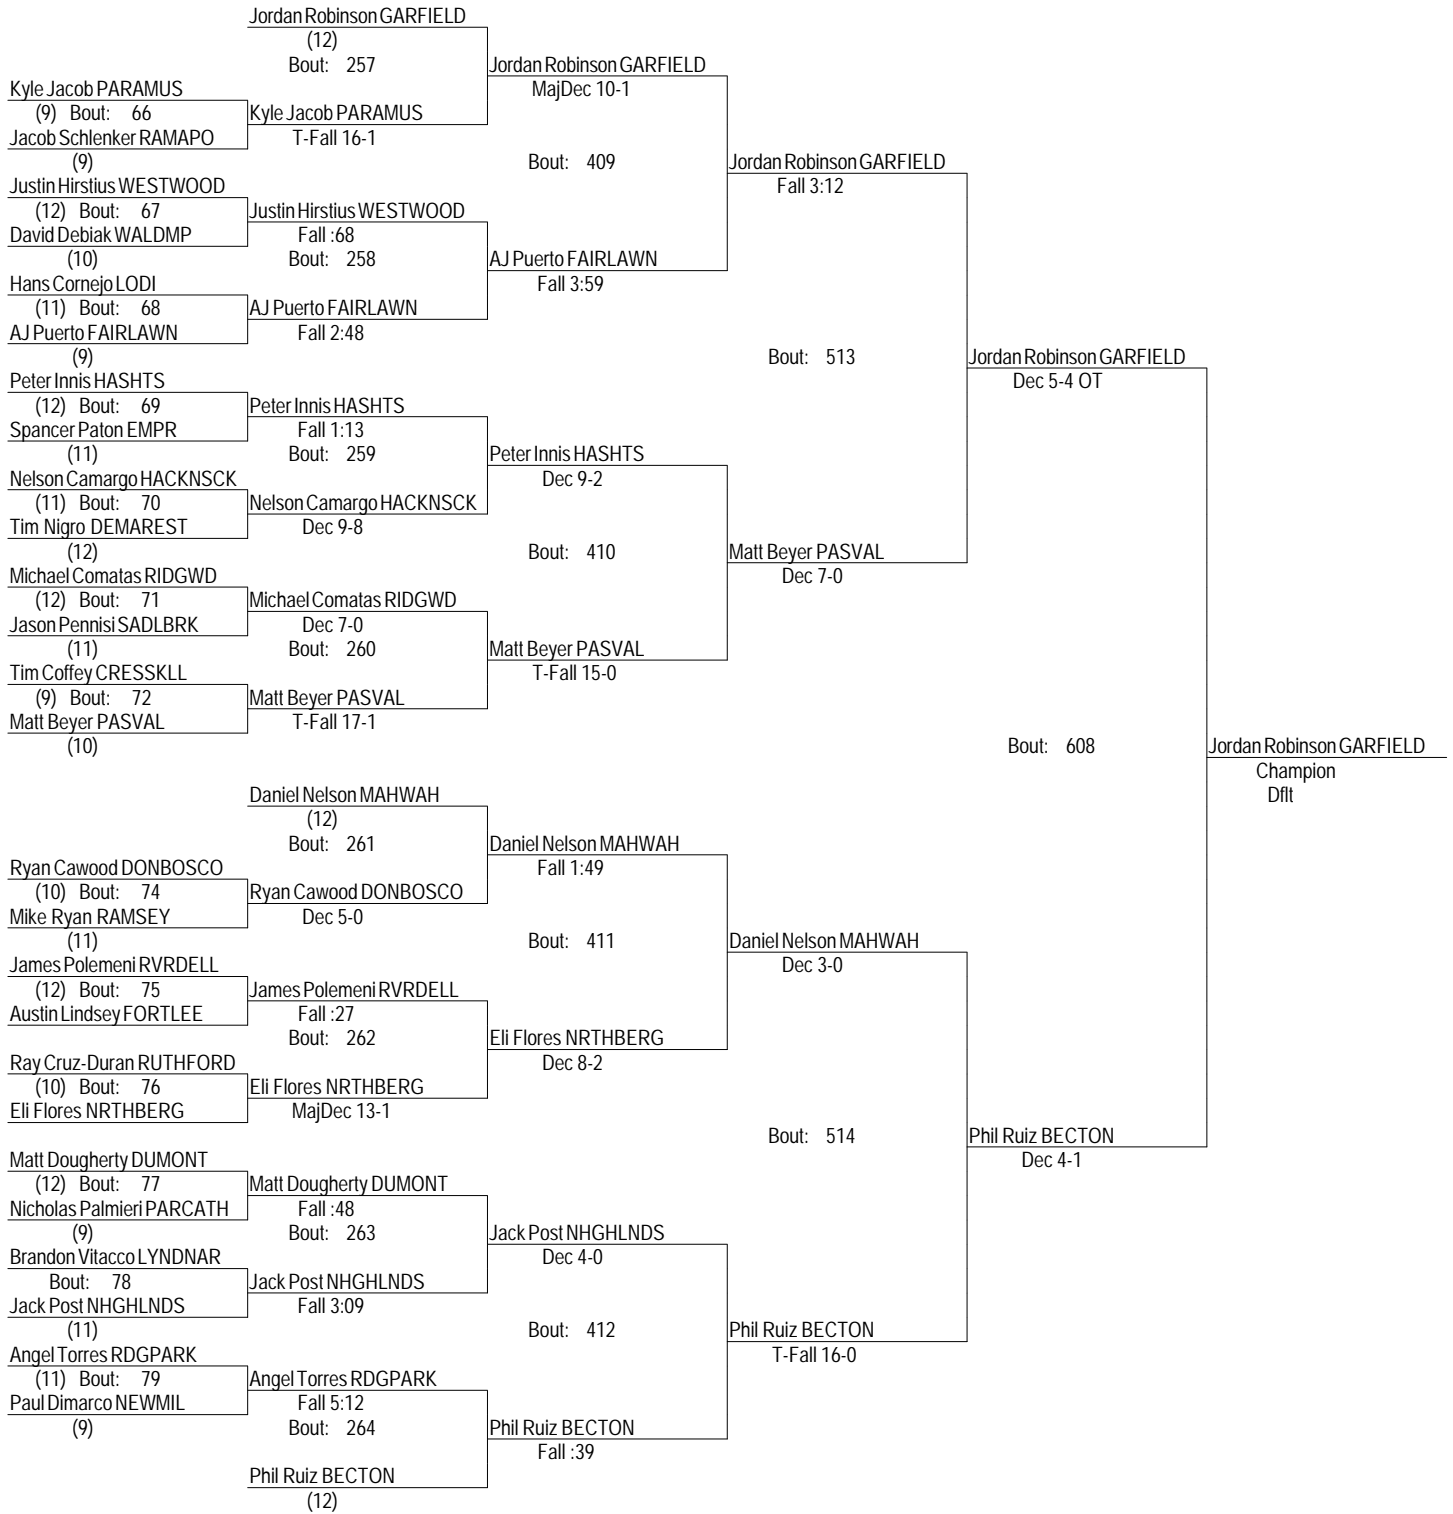 Jordan Robinson GARFIELD
(12)
Bout: 257
Jordan Robinson GARFIELD
Kyle Jacob PARAMUS
MajDec 10-1
(9) Bout: 66
Kyle Jacob PARAMUS
Jacob Schlenker RAMAPO
T-Fall 16-1
(9)
Bout: 409
Jordan Robinson GARFIELD
Justin Hirstius WESTWOOD
Fall 3:12
(12) Bout: 67
Justin Hirstius WESTWOOD
David Debiak WALDMP
Fall :68
(10)
Bout: 258
AJ Puerto FAIRLAWN
Hans Cornejo LODI
Fall 3:59
(11) Bout: 68
AJ Puerto FAIRLAWN
AJ Puerto FAIRLAWN
Fall 2:48
(9)
Bout: 513
Jordan Robinson GARFIELD
Peter Innis HASHTS
Dec 5-4 OT
(12) Bout: 69
Peter Innis HASHTS
Spancer Paton EMPR
Fall 1:13
(11)
Bout: 259
Peter Innis HASHTS
Nelson Camargo HACKNSCK
Dec 9-2
(11) Bout: 70
Nelson Camargo HACKNSCK
Tim Nigro DEMAREST
Dec 9-8
(12)
Bout: 410
Matt Beyer PASVAL
Michael Comatas RIDGWD
Dec 7-0
(12) Bout: 71
Michael Comatas RIDGWD
Jason Pennisi SADLBRK
Dec 7-0
(11)
Bout: 260
Matt Beyer PASVAL
Tim Coffey CRESSKLL
T-Fall 15-0
(9) Bout: 72
Matt Beyer PASVAL
Matt Beyer PASVAL
T-Fall 17-1
(10)
Bout: 608
Jordan Robinson GARFIELD
Champion
Dflt
Daniel Nelson MAHWAH
(12)
Bout: 261
Daniel Nelson MAHWAH
Ryan Cawood DONBOSCO
Fall 1:49
(10) Bout: 74
Ryan Cawood DONBOSCO
Mike Ryan RAMSEY
Dec 5-0
(11)
Bout: 411
Daniel Nelson MAHWAH
James Polemeni RVRDELL
Dec 3-0
(12) Bout: 75
James Polemeni RVRDELL
Austin Lindsey FORTLEE
Fall :27
Bout: 262
Eli Flores NRTHBERG
Ray Cruz-Duran RUTHFORD
Dec 8-2
(10) Bout: 76
Eli Flores NRTHBERG
Eli Flores NRTHBERG
MajDec 13-1
Bout: 514
Phil Ruiz BECTON
Matt Dougherty DUMONT
Dec 4-1
(12) Bout: 77
Matt Dougherty DUMONT
Nicholas Palmieri PARCATH
Fall :48
(9)
Bout: 263
Jack Post NHGHLNDS
Brandon Vitacco LYNDNAR
Dec 4-0
Bout: 78
Jack Post NHGHLNDS
Jack Post NHGHLNDS
Fall 3:09
(11)
Bout: 412
Phil Ruiz BECTON
Angel Torres RDGPARK
T-Fall 16-0
(11) Bout: 79
Angel Torres RDGPARK
Paul Dimarco NEWMIL
Fall 5:12
(9)
Bout: 264
Phil Ruiz BECTON
Fall :39
Phil Ruiz BECTON
(12)